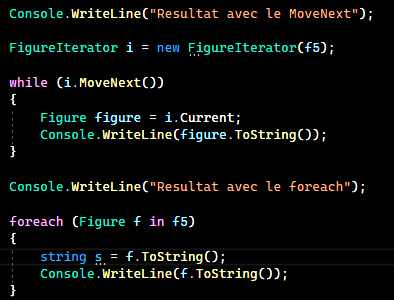 Console.WriteLine("Resultat avec le MoveNext");
FigureIterator i = new FigureIterator(f5);
while (i.MoveNext())
{
Figure figure = i.Current;
Console.WriteLine(figure.ToString());
}
Console.WriteLine("Resultat avec le foreach");
foreach (Figure f in f5)
{
string s = f.ToString();
Console.WriteLine(f.ToString());
}